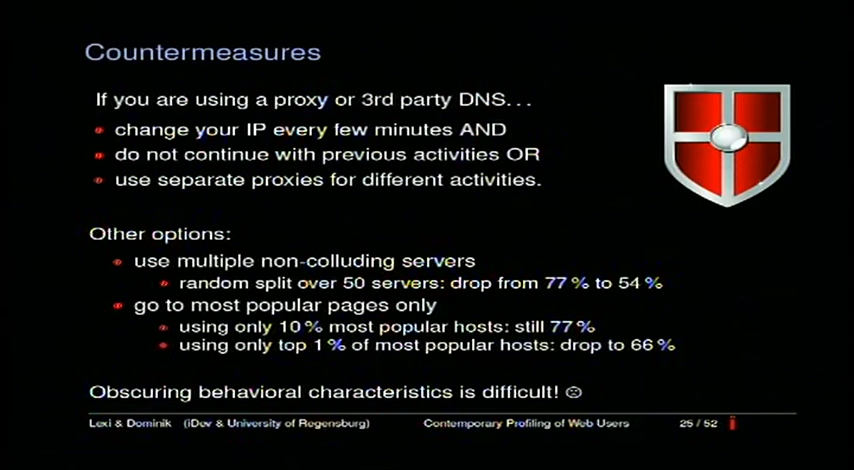 Countermeasures
If you are using a proxy or 3rd party DNS...
change your IP every few minutes AND
do not continue with previous activities OR
use separate proxies for different activities.
Other options:
use multiple non-colluding servers
random split over 50 servers: drop from 77 % to 54 %
go to most popular pages only
using only 10 % most popular hosts: still 77 %
using only top 1 % of most popular hosts: drop to 66 %
Obscuring behavioral characteristics is difficult! ☹
Lexi & Dominik (iDev & University of Regensburg) Contemporary Profiling of Web Users 25 / 52